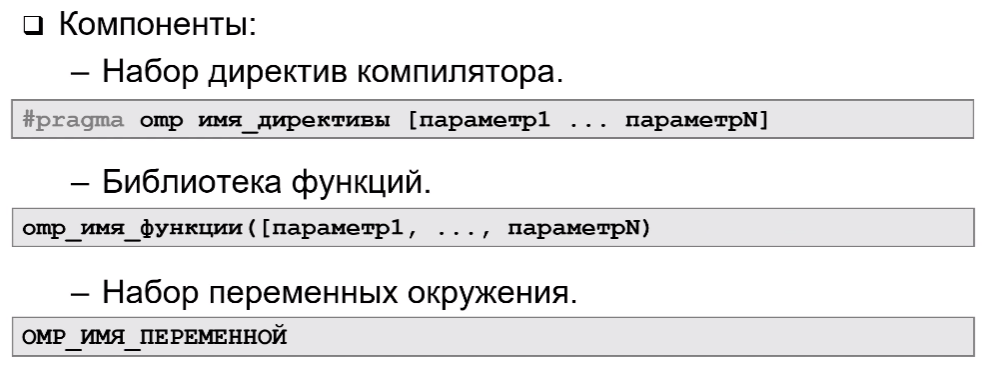 Компоненты:
– Набор директив компилятора.
#pragma omp имя_директивы [параметр1 ... параметрN]
– Библиотека функций.
omp_имя_функции([параметр1, ..., параметрN)
– Набор переменных окружения.
OMP_ИМЯ_ПЕРЕМЕННОЙ